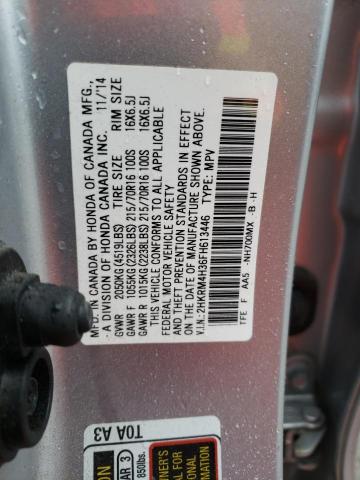 MFD. IN CANADA BY HONDA OF CANADA MFG.,
A DIVISION OF HONDA CANADA INC. 11/14
GVWR 2050KG(4519LBS) TIRE SIZE RIM SIZE
GAWR F 1055KG(2326LBS)215/70R16 100S 16X6.5J
GAWR R 1015KG(2238LBS)215/70R16 100S 16X6.5J
THIS VEHICLE CONFORMS TO ALL APPLICABLE
FEDERAL MOTOR VEHICLE SAFETY
AND THEFT PREVENTION STANDARDS IN EFFECT
ON THE DATE OF MANUFACTURE SHOWN ABOVE.
V.I.N.: 2HKRM4H36FH613446 TYPE: MPV
TFE F AA5 NH700MX -B -H
T0A A3
3
850lbs.